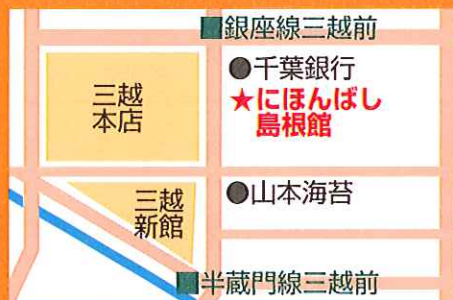 ■銀座線三越前
●千葉銀行
★にほんばし
島根館
三越
本店
●山本海苔
三越
新館
■半蔵門線三越前